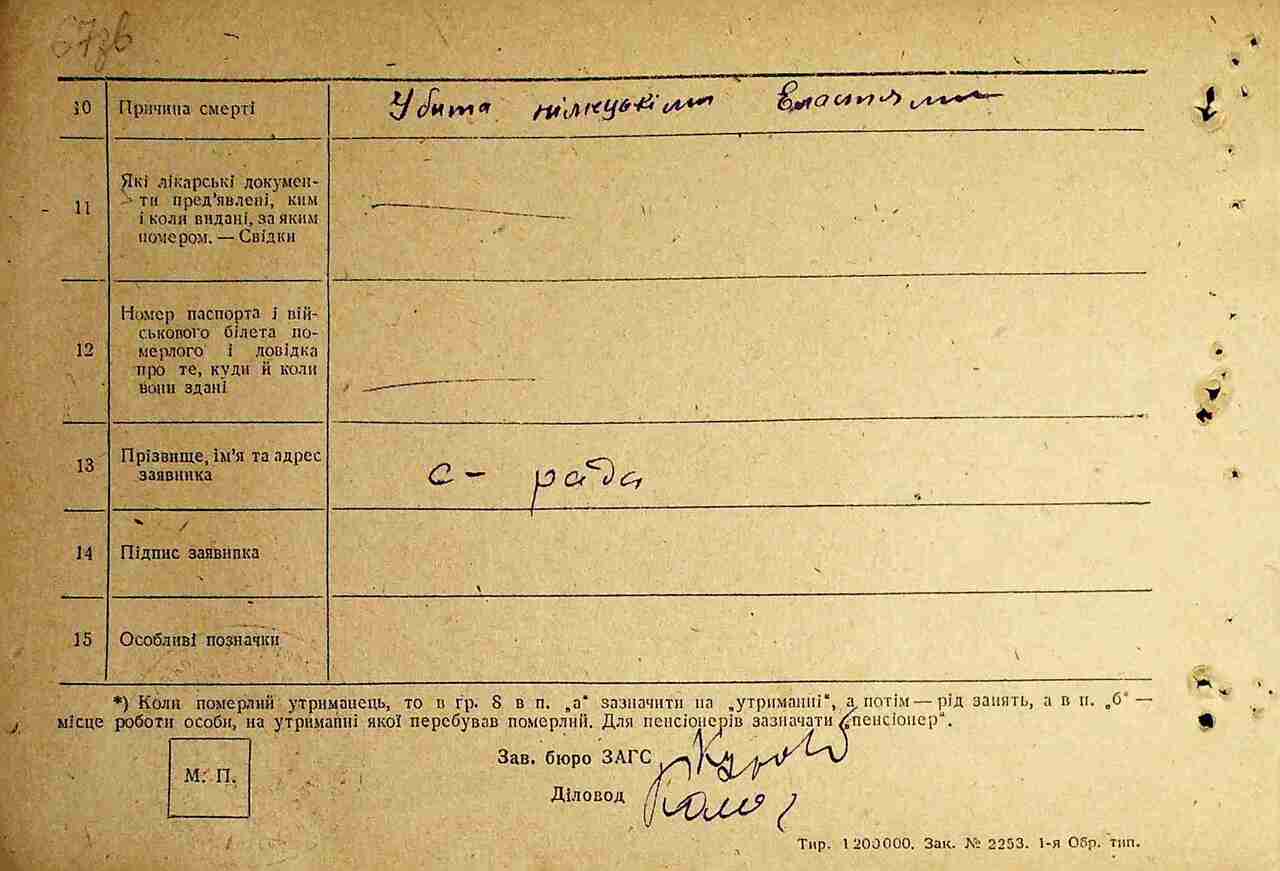 67зв
10 Причина смерті Убита німецькіми властями
Які лікарські докумен-
ти пред'явлені, ким
11 і коли видані, за яким
номером. — Свідки
Номер паспорта і вій-
ськового білета по-
12 мерлого і довідка
про те, куди й коли
вони здані
13 Прізвище, ім'я та адрес с- рада
заявника
14 Підпис заявника
15 Особливі позначки
*) Коли померлий утриманець, то в гр. 8 в п. „а“ зазначити на „утриманні“, а потім — рід занять, а в п. „б“ —
місце роботи особи, на утриманні якої перебував померлий. Для пенсіонерів зазначати „пенсіонер“.
Зав. бюро ЗАГС
М. П.
Діловод
Тир. 1200000. Зак. № 2253. 1-я Обр. тип.